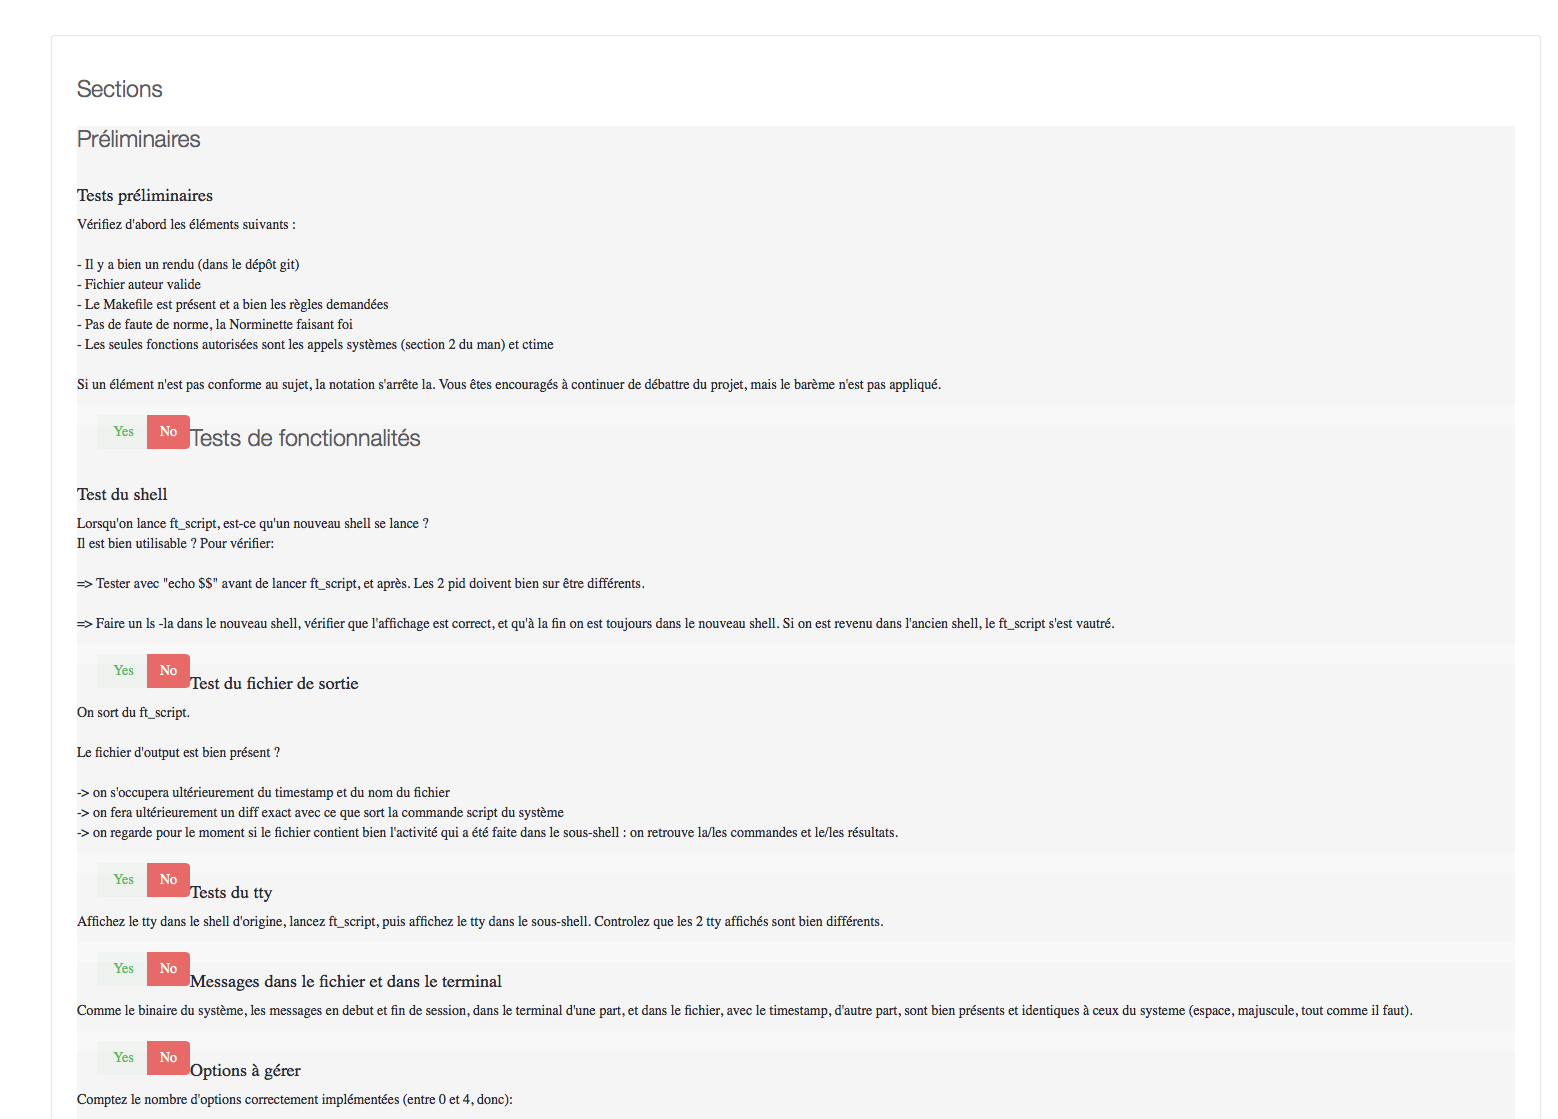 Sections
Préliminaires
Tests préliminaires
Vérifiez d'abord les éléments suivants :
- Il y a bien un rendu (dans le dépôt git)
- Fichier auteur valide
- Le Makefile est présent et a bien les règles demandées
- Pas de faute de norme, la Norminette faisant foi
- Les seules fonctions autorisées sont les appels systèmes (section 2 du man) et ctime
Si un élément n'est pas conforme au sujet, la notation s'arrête la. Vous êtes encouragés à continuer de débattre du projet, mais le barème n'est pas appliqué.
Yes No Tests de fonctionnalités
Test du shell
Lorsqu'on lance ft_script, est-ce qu'un nouveau shell se lance ?
Il est bien utilisable ? Pour vérifier:
=> Tester avec "echo $$" avant de lancer ft_script, et après. Les 2 pid doivent bien sur être différents.
=> Faire un ls -la dans le nouveau shell, vérifier que l'affichage est correct, et qu'à la fin on est toujours dans le nouveau shell. Si on est revenu dans l'ancien shell, le ft_script s'est vautré.
Yes No Test du fichier de sortie
On sort du ft_script.
Le fichier d'output est bien présent ?
-> on s'occupera ultérieurement du timestamp et du nom du fichier
-> on fera ultérieurement un diff exact avec ce que sort la commande script du système
-> on regarde pour le moment si le fichier contient bien l'activité qui a été faite dans le sous-shell : on retrouve la/les commandes et le/les résultats.
Yes No Tests du tty
Affichez le tty dans le shell d'origine, lancez ft_script, puis affichez le tty dans le sous-shell. Controlez que les 2 tty affichés sont bien différents.
Yes No Messages dans le fichier et dans le terminal
Comme le binaire du système, les messages en debut et fin de session, dans le terminal d'une part, et dans le fichier, avec le timestamp, d'autre part, sont bien présents et identiques à ceux du systeme (espace, majuscule, tout comme il faut).
Yes No Options à gérer
Comptez le nombre d'options correctement implémentées (entre 0 et 4, donc):